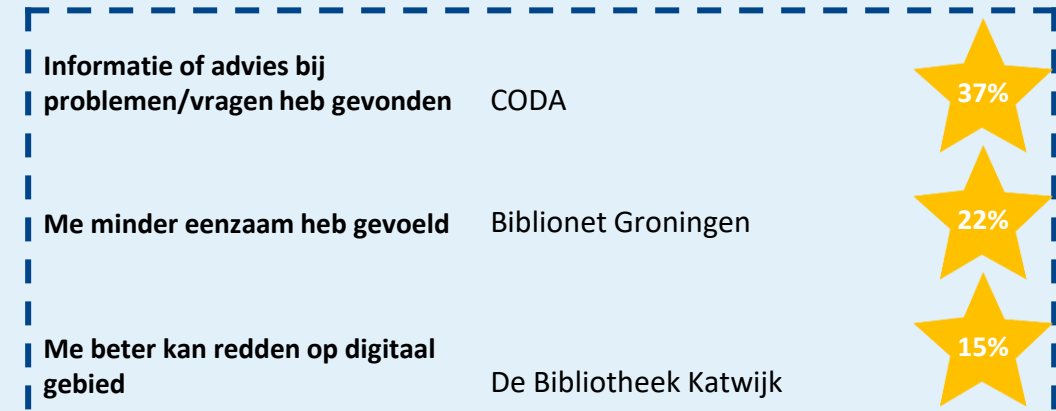 Informatie of advies bij
problemen/vragen heb gevonden CODA 37%
Me minder eenzaam heb gevoeld Biblionet Groningen 22%
Me beter kan redden op digitaal
gebied De Bibliotheek Katwijk 15%